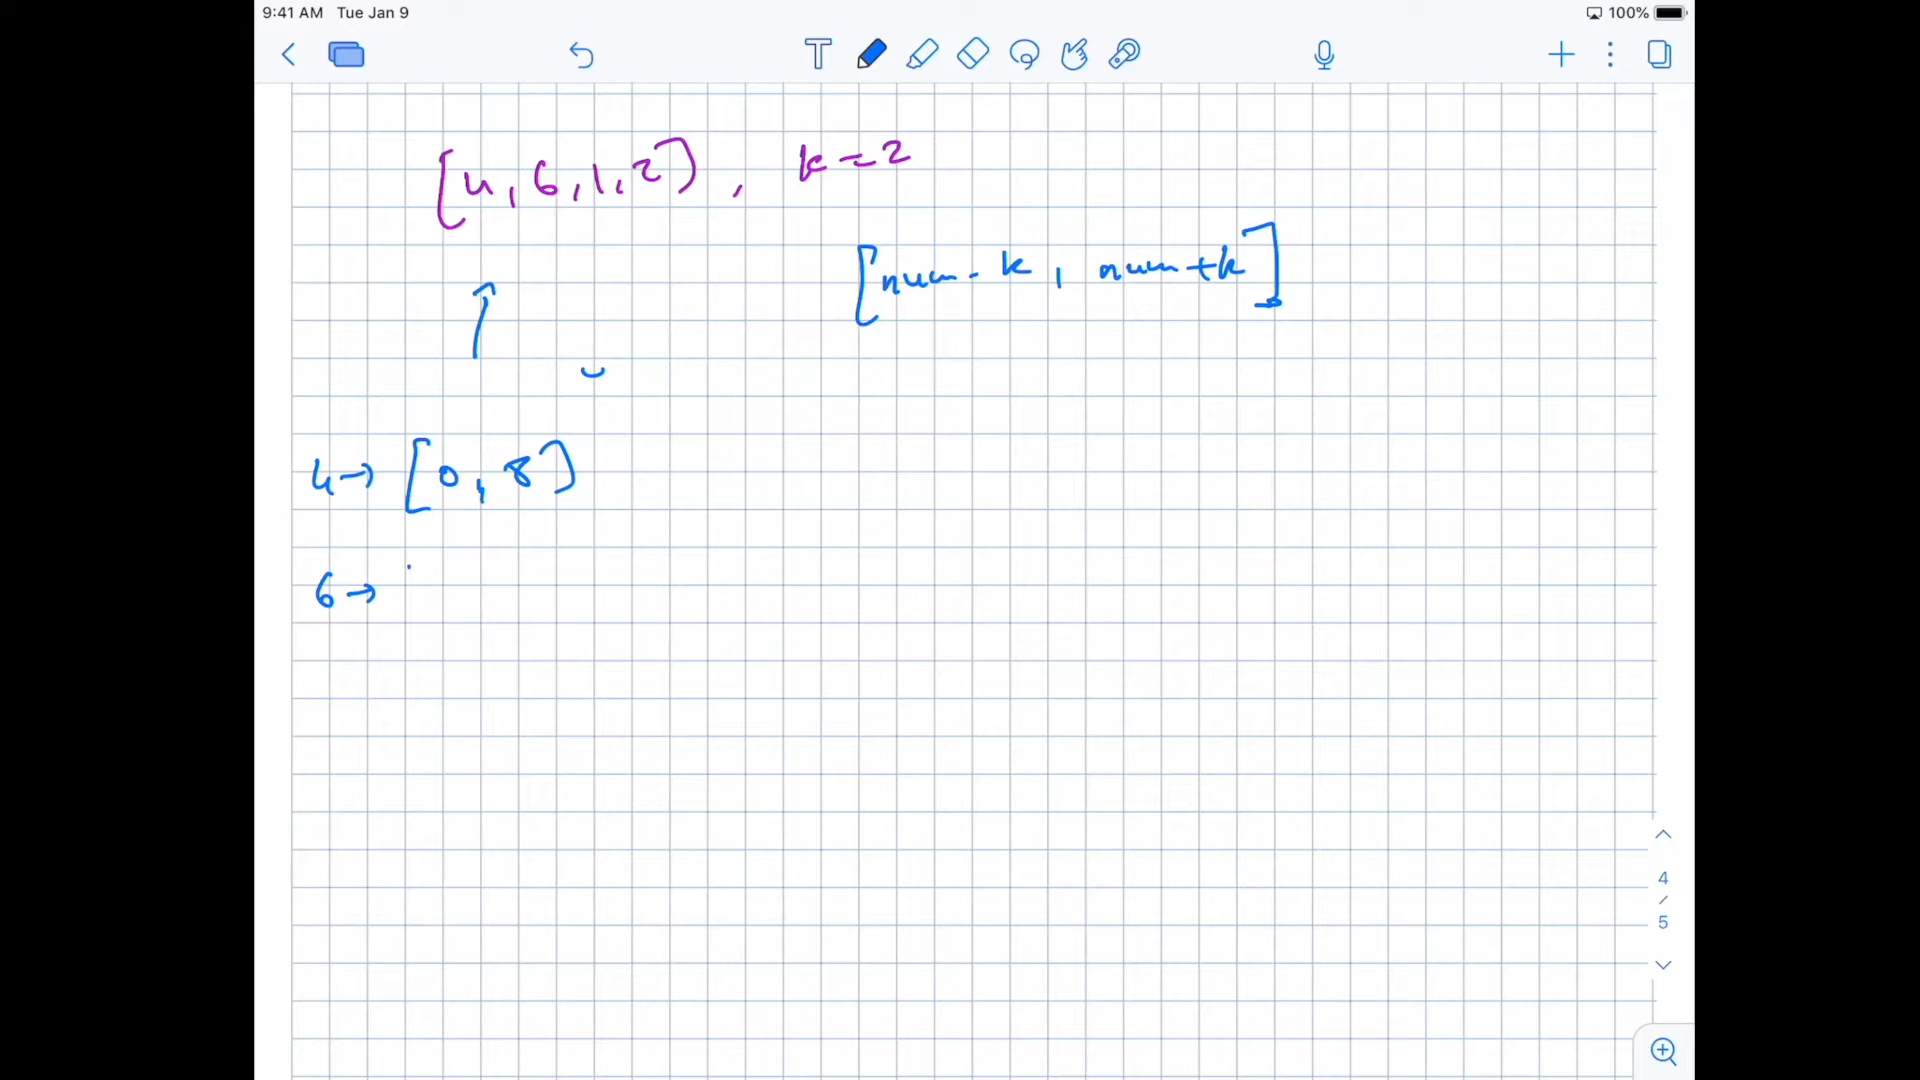 9:41 AM Tue Jan 9 100%
[4, 6, 1, 2], k=2
[num-k, num+k]
4→ [0, 8]
6→
4
/
5